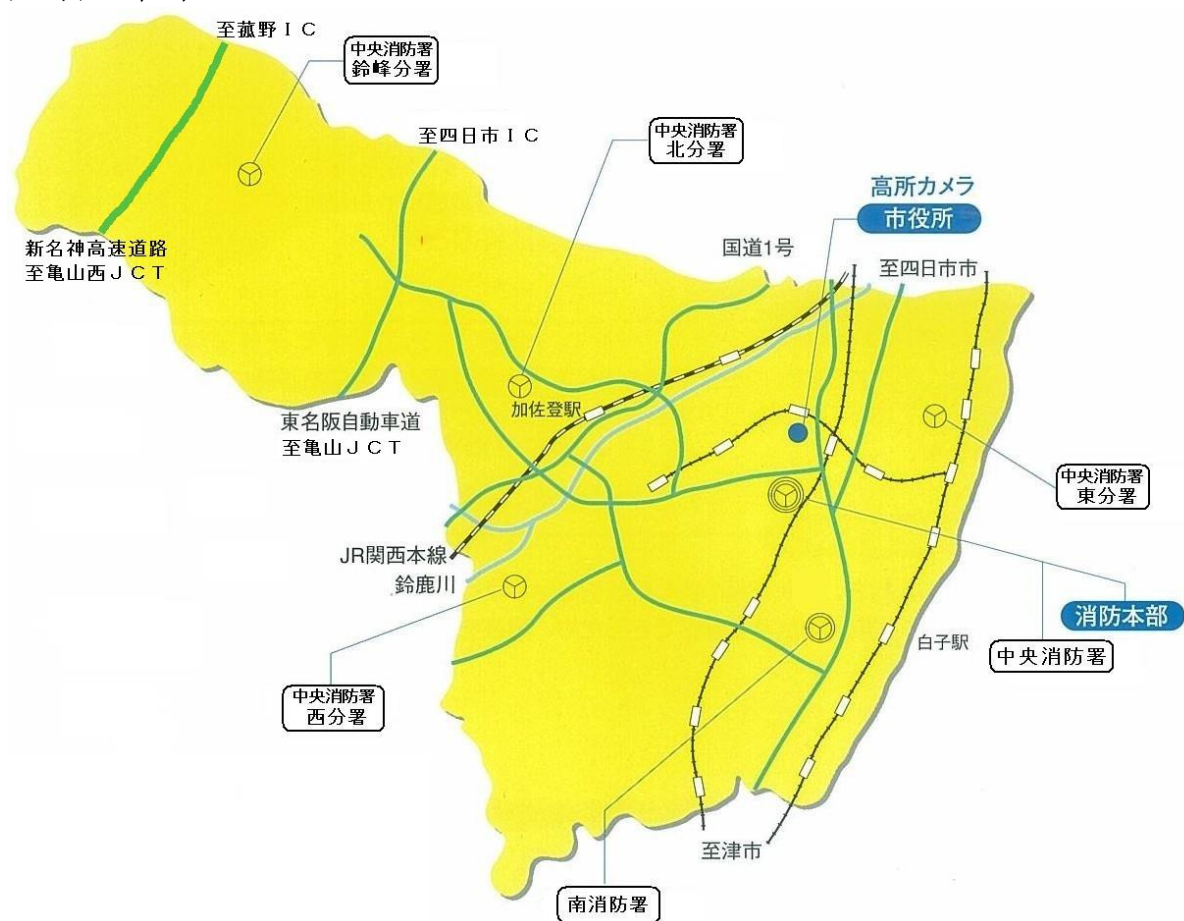 至菰野ＩＣ
中央消防署
鈴峰分署
至四日市ＩＣ
中央消防署
北分署
高所カメラ
市役所
新名神高速道路
至亀山西ＪＣＴ
国道1号
至四日市市
加佐登駅
東名阪自動車道
至亀山ＪＣＴ
中央消防署
東分署
JR関西本線
鈴鹿川
消防本部
白子駅
中央消防署
中央消防署
西分署
至津市
南消防署